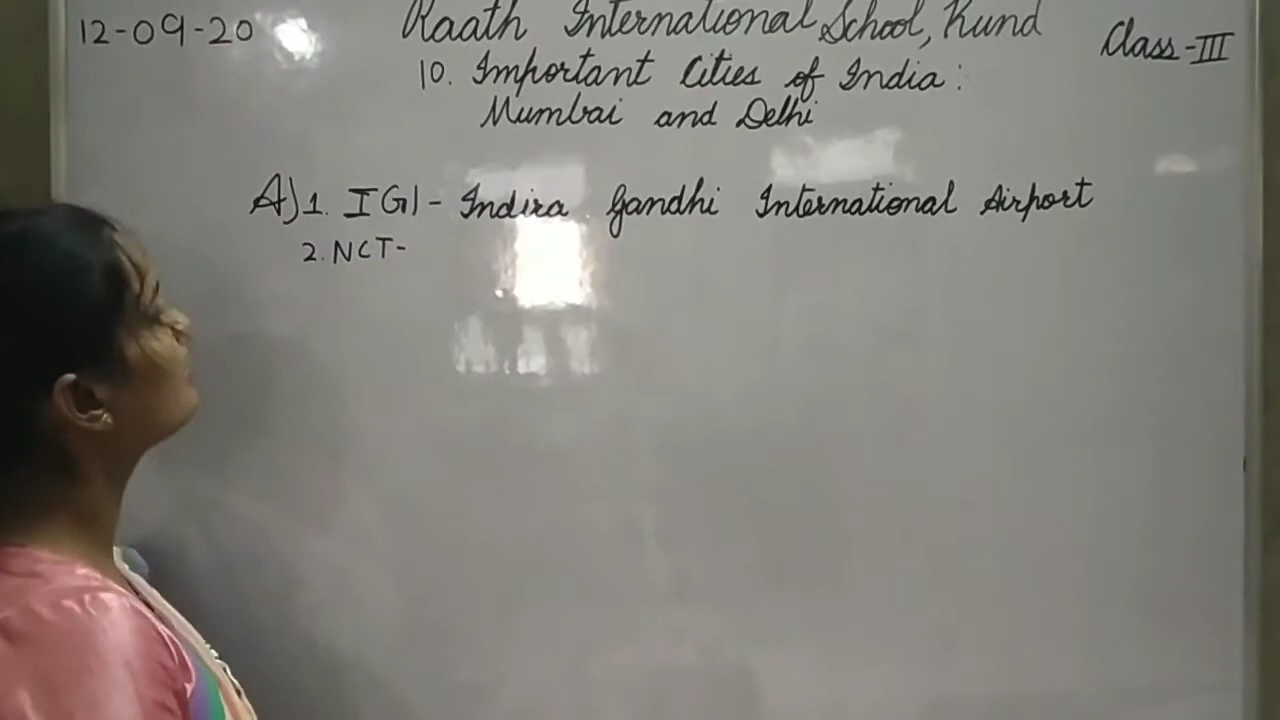 12-09-20
Raath International School, Kund
Class-III
10. Important Cities of India:
Mumbai and Delhi
A) 1. IGI - Indira Gandhi International Airport
2. NCT-